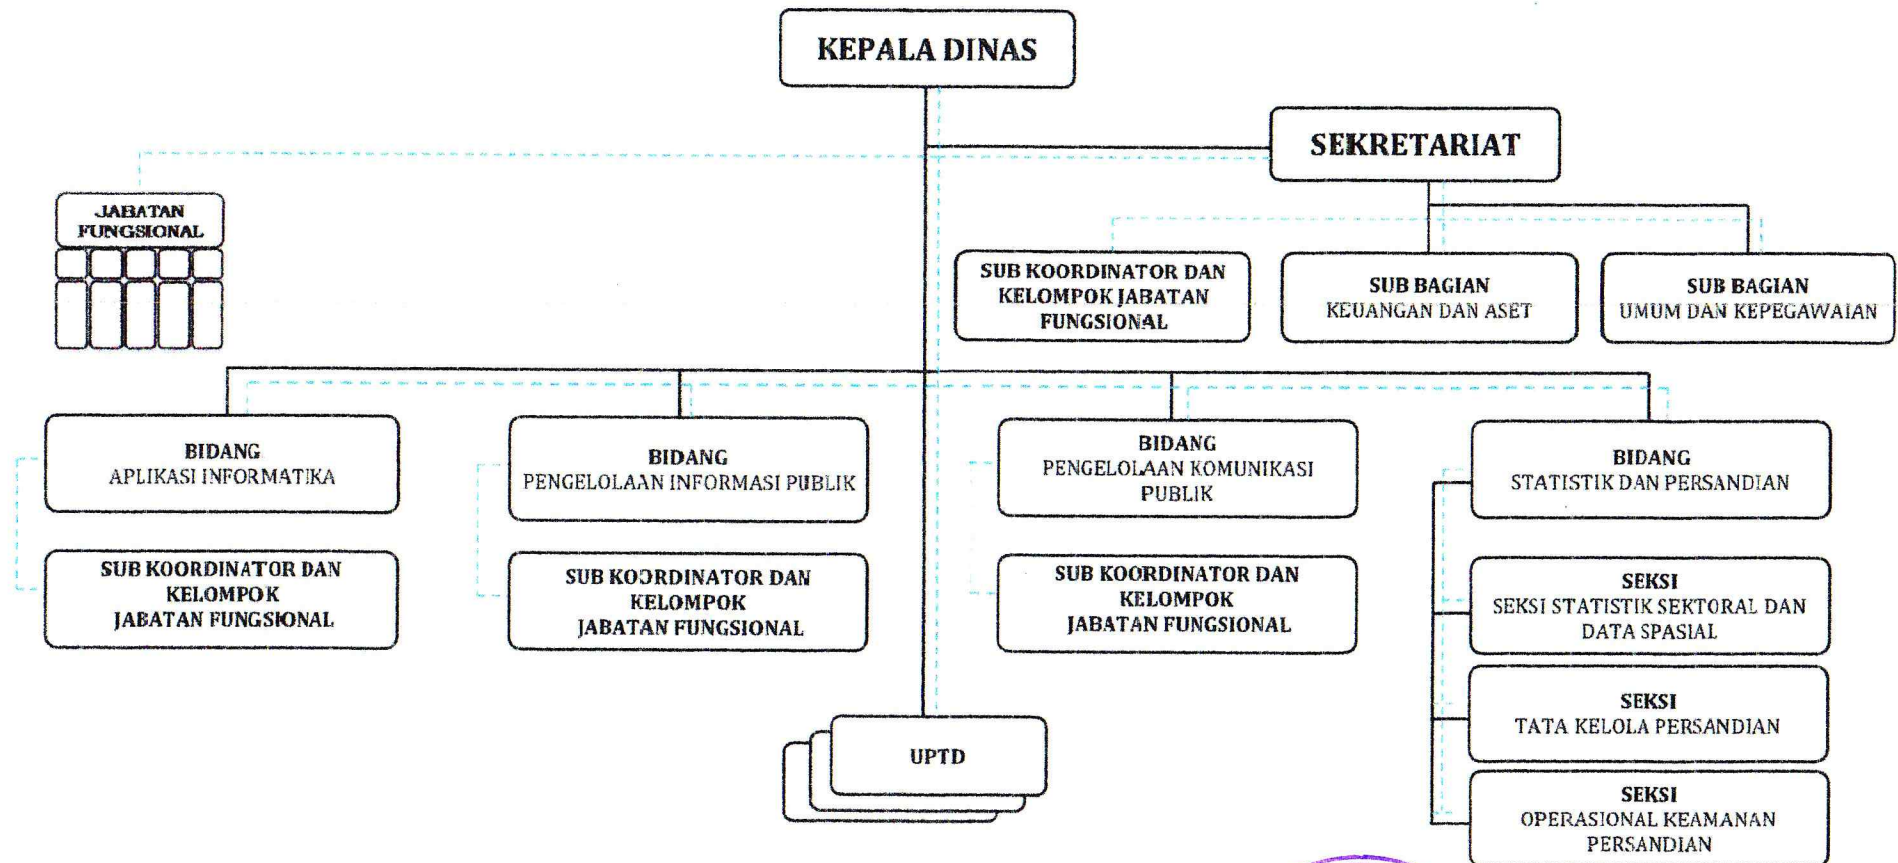 KEPALA DINAS
SEKRETARIAT
JABATAN
FUNGSIONAL
SUB KOORDINATOR DAN
KELOMPOK JABATAN
FUNGSIONAL
SUB BAGIAN
KEUANGAN DAN ASET
SUB BAGIAN
UMUM DAN KEPEGAWAIAN
BIDANG
APLIKASI INFORMATIKA
BIDANG
PENGELOLAAN INFORMASI PUBLIK
BIDANG
PENGELOLAAN KOMUNIKASI
PUBLIK
BIDANG
STATISTIK DAN PERSANDIAN
SUB KOORDINATOR DAN
KELOMPOK
JABATAN FUNGSIONAL
SUB KOORDINATOR DAN
KELOMPOK
JABATAN FUNGSIONAL
SUB KOORDINATOR DAN
KELOMPOK
JABATAN FUNGSIONAL
SEKSI
SEKSI STATISTIK SEKTORAL DAN
DATA SPASIAL
SEKSI
TATA KELOLA PERSANDIAN
SEKSI
OPERASIONAL KEAMANAN
PERSANDIAN
UPTD